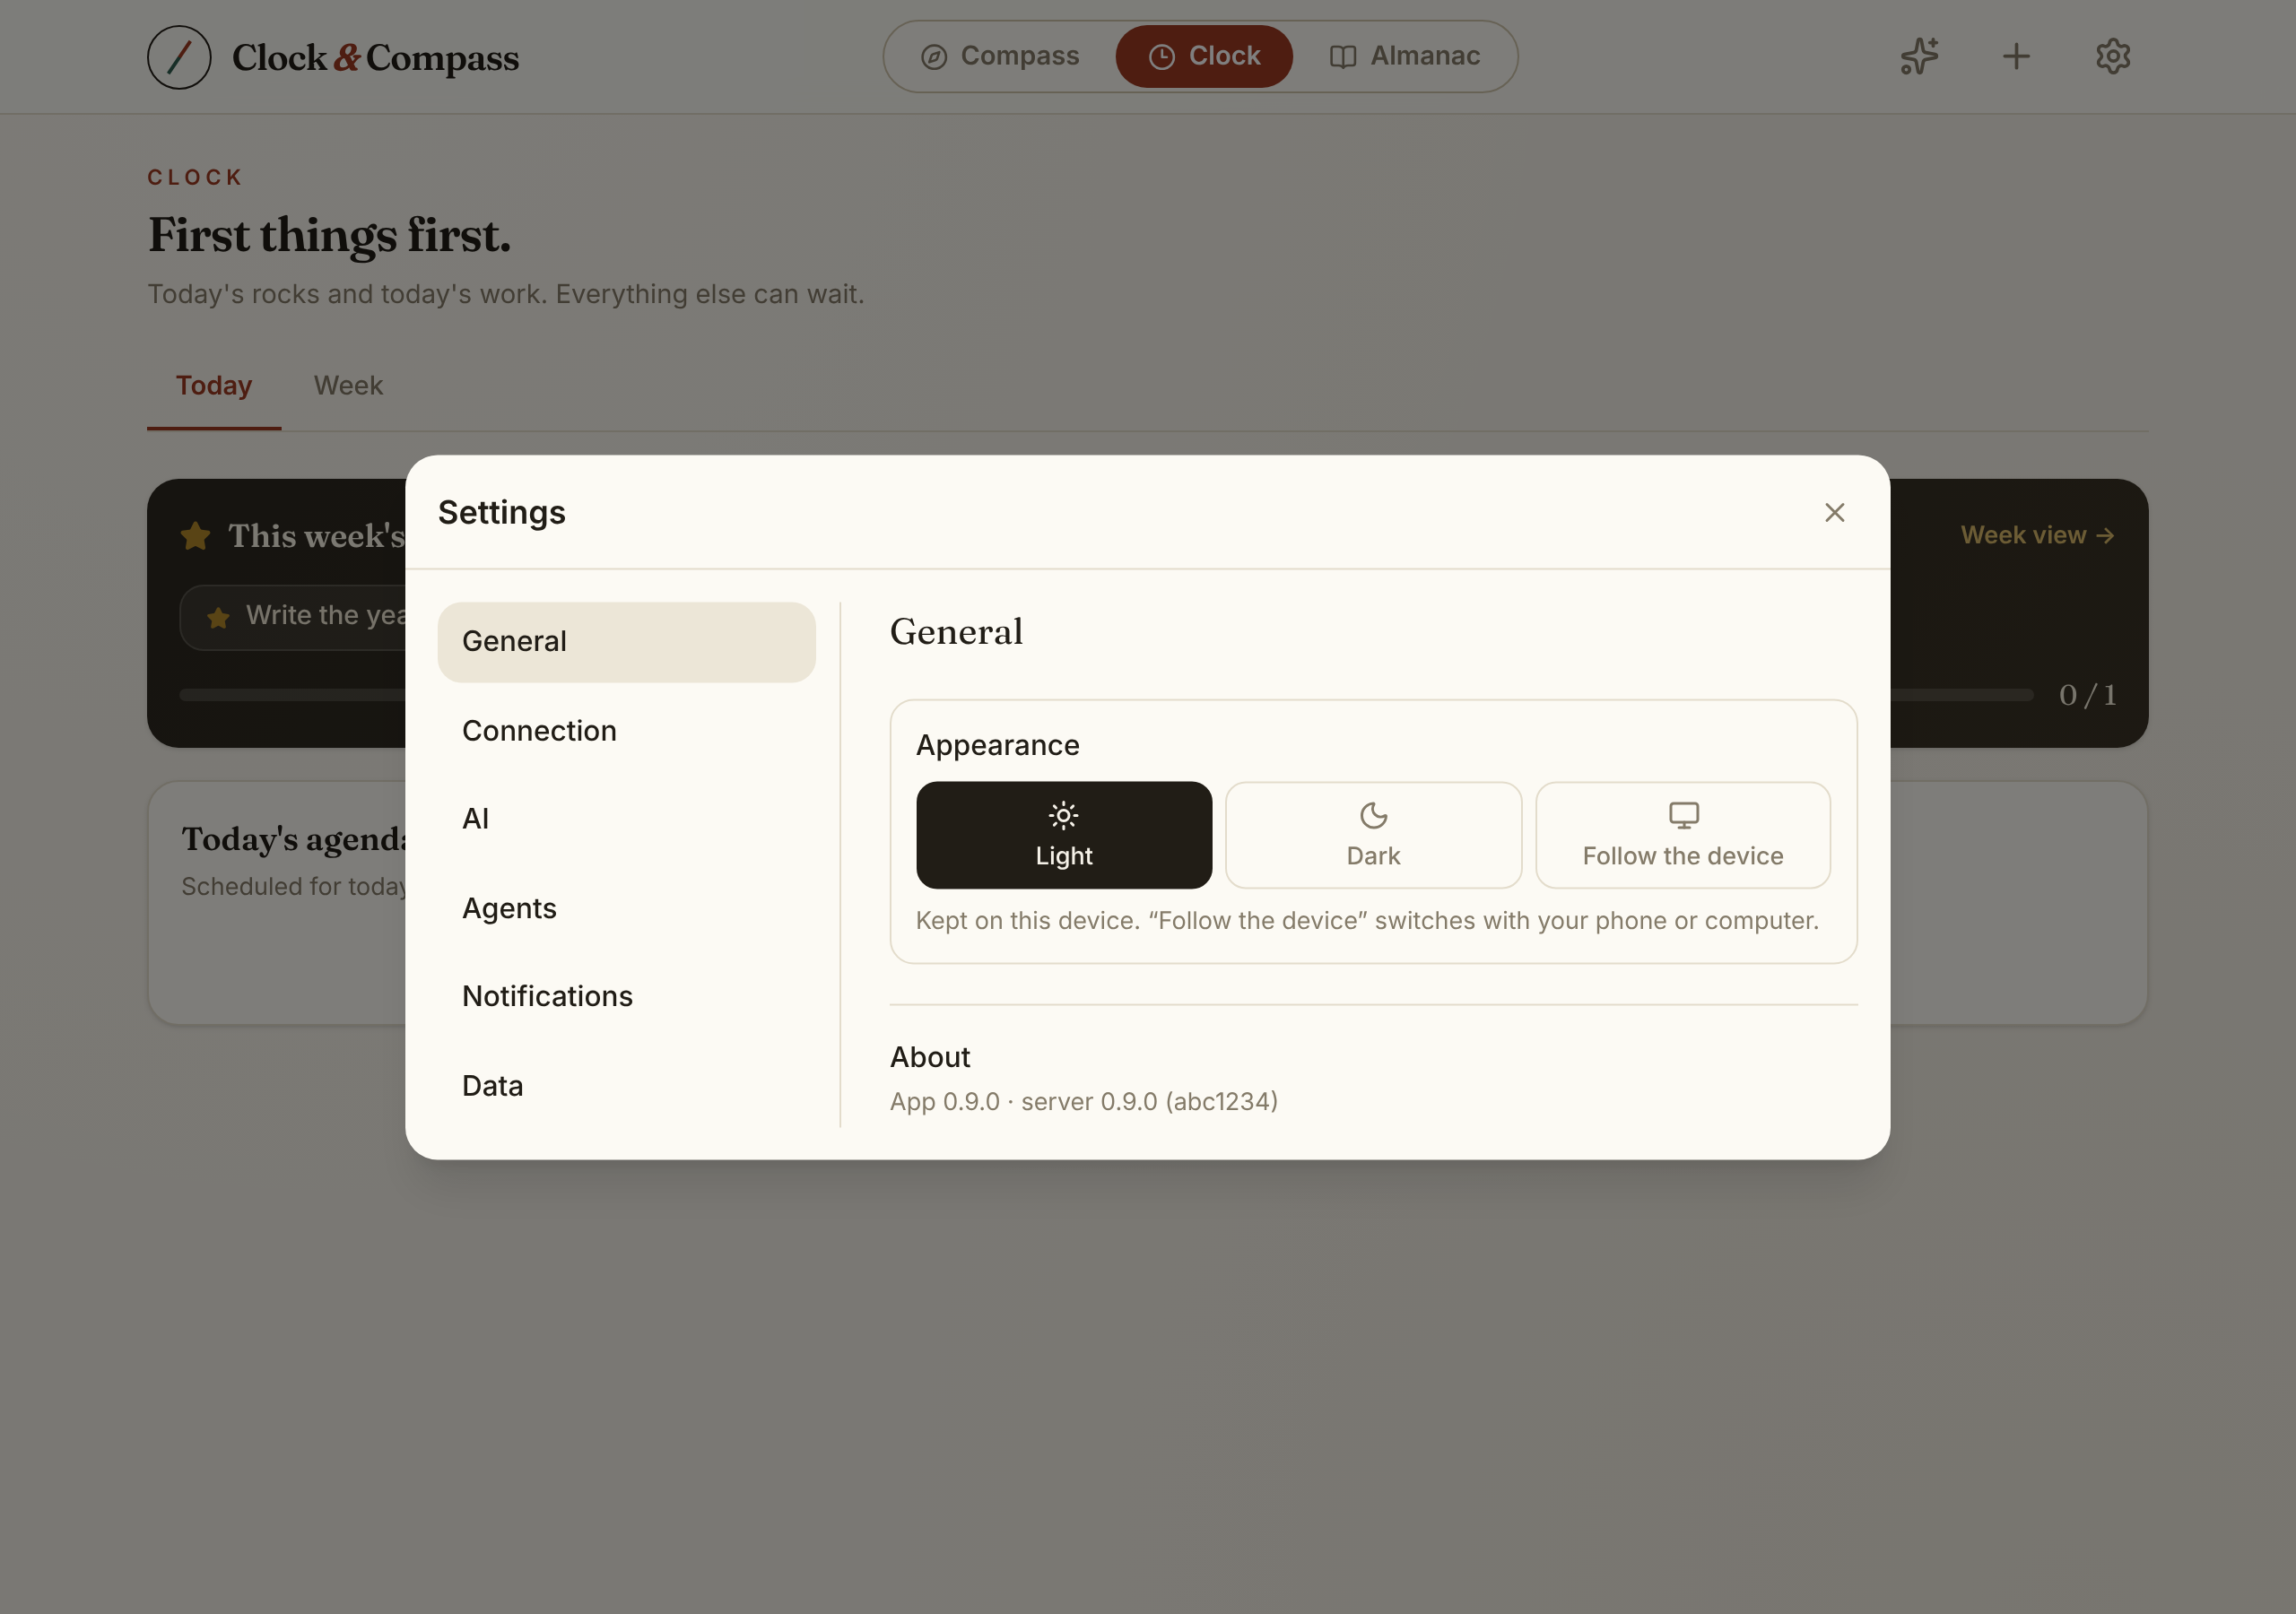 Clock & Compass
Compass
Clock
Almanac
CLOCK
First things first.
Today's rocks and today's work. Everything else can wait.
Today
Week
This week's
Week view →
Write the yea
0 / 1
Today's agenda
Scheduled for today
Settings
General
Connection
AI
Agents
Notifications
Data
General
Appearance
Light
Dark
Follow the device
Kept on this device. “Follow the device” switches with your phone or computer.
About
App 0.9.0 · server 0.9.0 (abc1234)